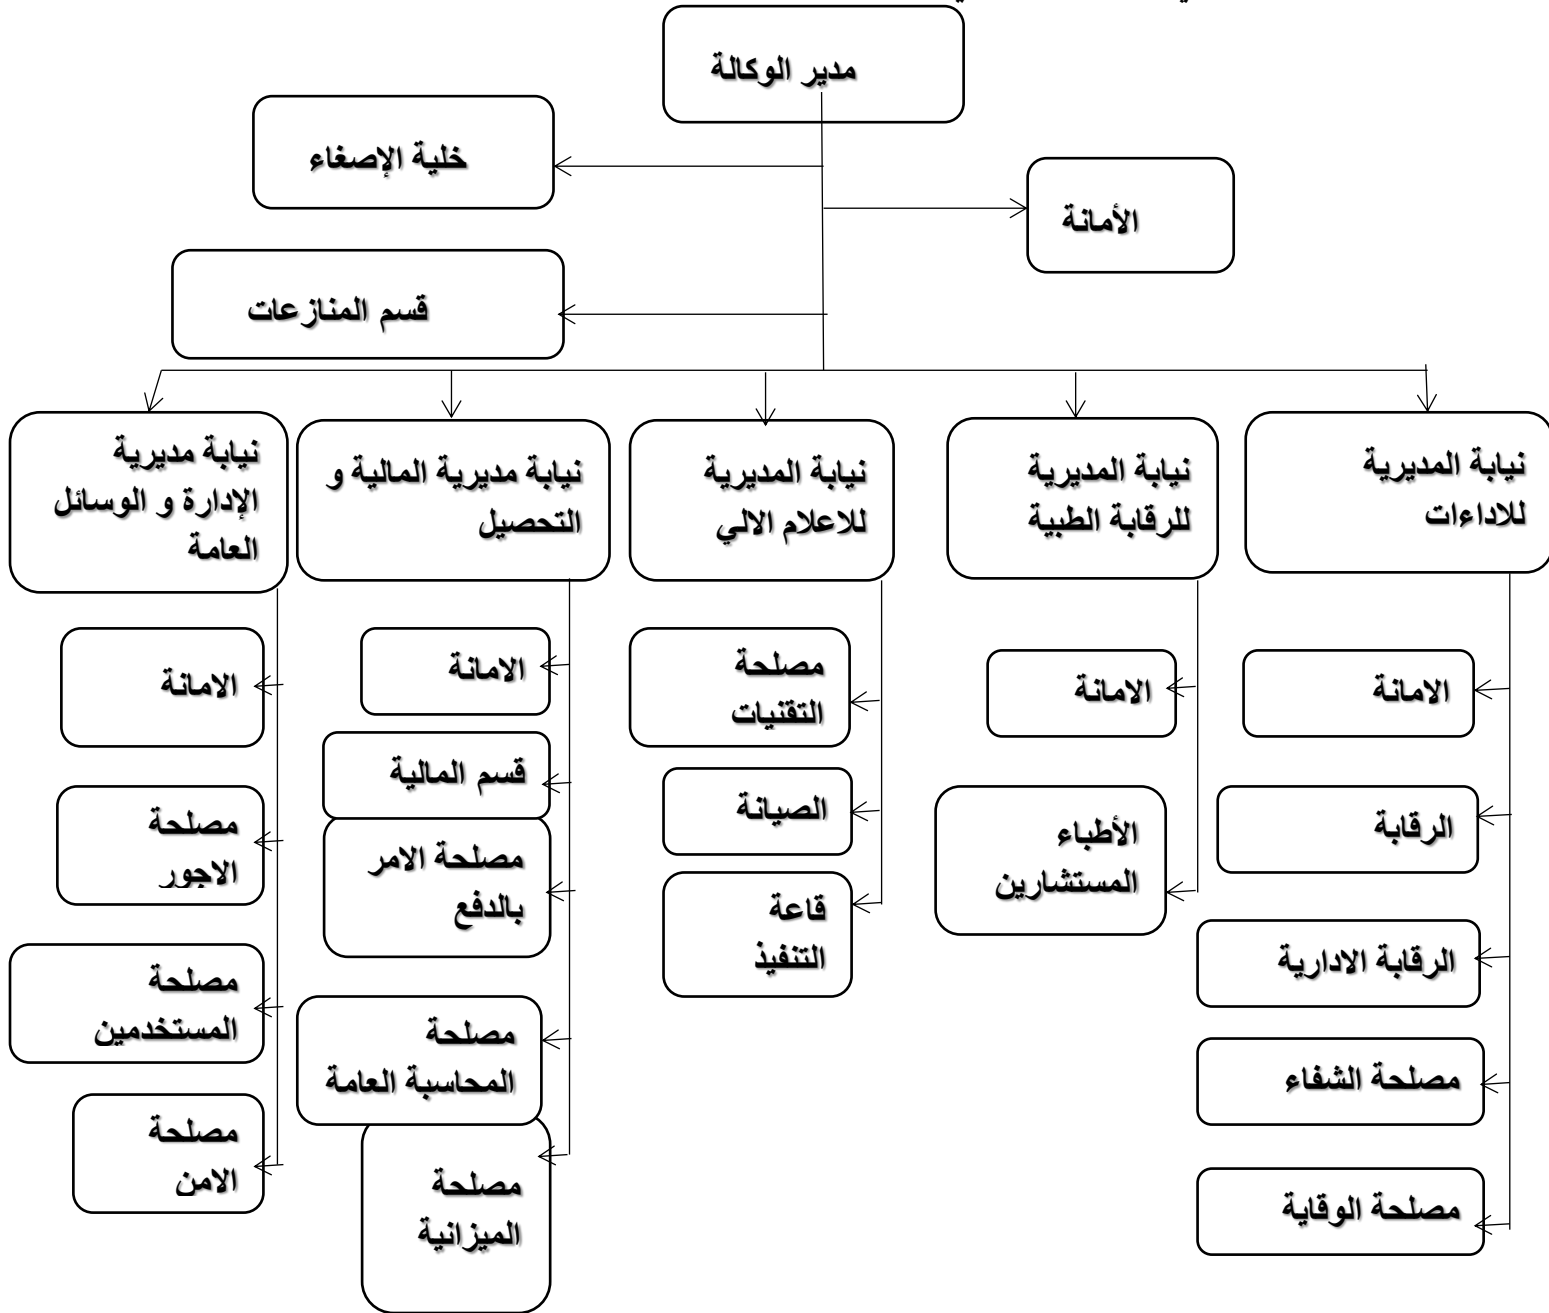 مدير الوكالة
خلية الإصغاء
الأمانة
قسم المنازعات
نيابة المديرية
للاداءات
نيابة المديرية
للرقابة الطبية
نيابة المديرية
للاعلام الالي
نيابة مديرية المالية و
التحصيل
نيابة مديرية
الإدارة و الوسائل
العامة
الامانة
الرقابة
الرقابة الادارية
مصلحة الشفاء
مصلحة الوقاية
الامانة
الأطباء
المستشارين
مصلحة
التقنيات
الصيانة
قاعة
التنفيذ
الامانة
قسم المالية
مصلحة الامر
بالدفع
مصلحة
المحاسبة العامة
مصلحة
الميزانية
الامانة
مصلحة
الاجور
مصلحة
المستخدمين
مصلحة
الامن